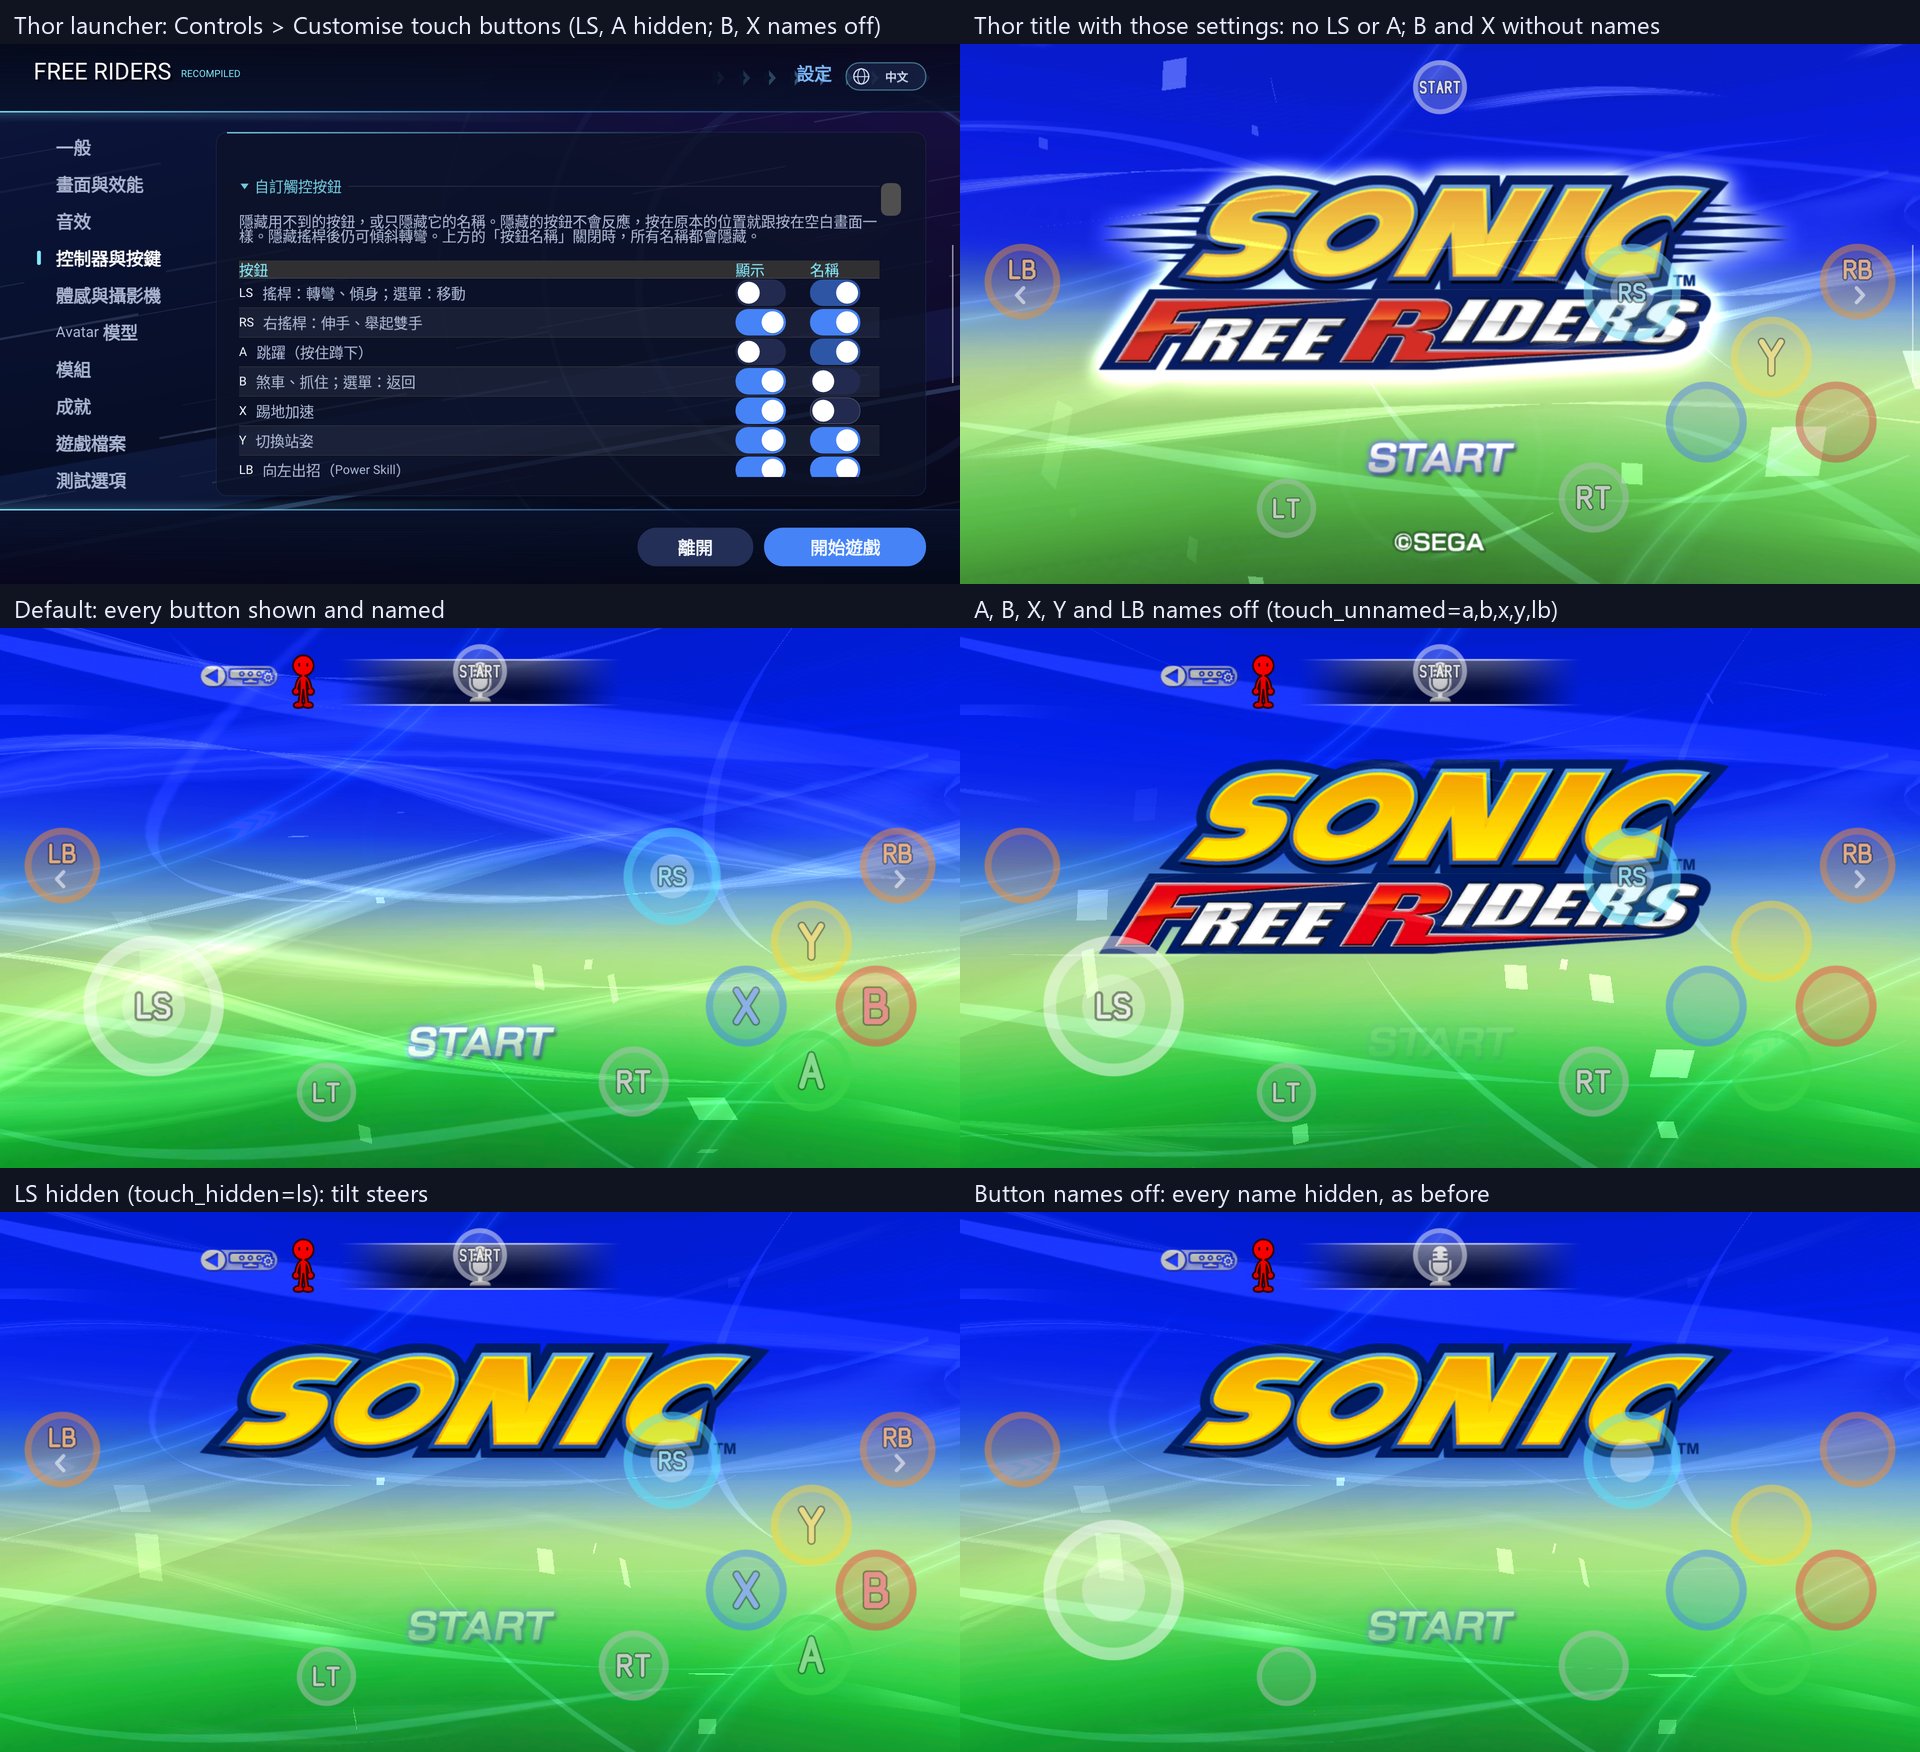 Thor launcher: Controls > Customise touch buttons (LS, A hidden; B, X names off)
FREE RIDERS RECOMPILED
設定
中文
一般
畫面與效能
音效
控制器與按鍵
體感與攝影機
Avatar 模型
模組
成就
遊戲檔案
測試選項
自訂觸控按鈕
隱藏用不到的按鈕，或只隱藏它的名稱。隱藏的按鈕不會反應，按在原本的位置就跟按在空白畫面一
樣。隱藏搖桿後仍可傾斜轉彎。上方的「按鈕名稱」關閉時，所有名稱都會隱藏。
按鈕 顯示 名稱
LS 搖桿：轉彎、傾身；選單：移動
RS 右搖桿：伸手、舉起雙手
A 跳躍（按住蹲下）
B 煞車、抓住；選單：返回
X 踢地加速
Y 切換站姿
LB 向左出招（Power Skill）
離開
開始遊戲
Thor title with those settings: no LS or A; B and X without names
START
SONIC
FREE RIDERS
TM
LB
RS
RB
Y
START
LT
RT
©SEGA
Default: every button shown and named
START
LB
RS
RB
Y
LS
X
B
START
LT
RT
A
A, B, X, Y and LB names off (touch_unnamed=a,b,x,y,lb)
START
SONIC
FREE RIDERS
TM
RS
RB
LS
START
LT
RT
LS hidden (touch_hidden=ls): tilt steers
START
SONIC
TM
LB
RS
RB
Y
X
B
START
LT
RT
A
Button names off: every name hidden, as before
SONIC
TM
START